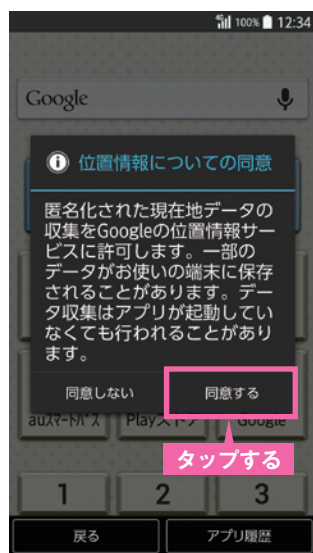 100% 12:34
Google
位置情報についての同意
匿名化された現在地データの
収集をGoogleの位置情報サー
ビスに許可します。一部の
データがお使いの端末に保存
されることがあります。デー
タ収集はアプリが起動してい
なくても行われることがあり
ます。
同意しない 同意する
auスマートパス Playストア Google
タップする
1 2 3
戻る アプリ履歴